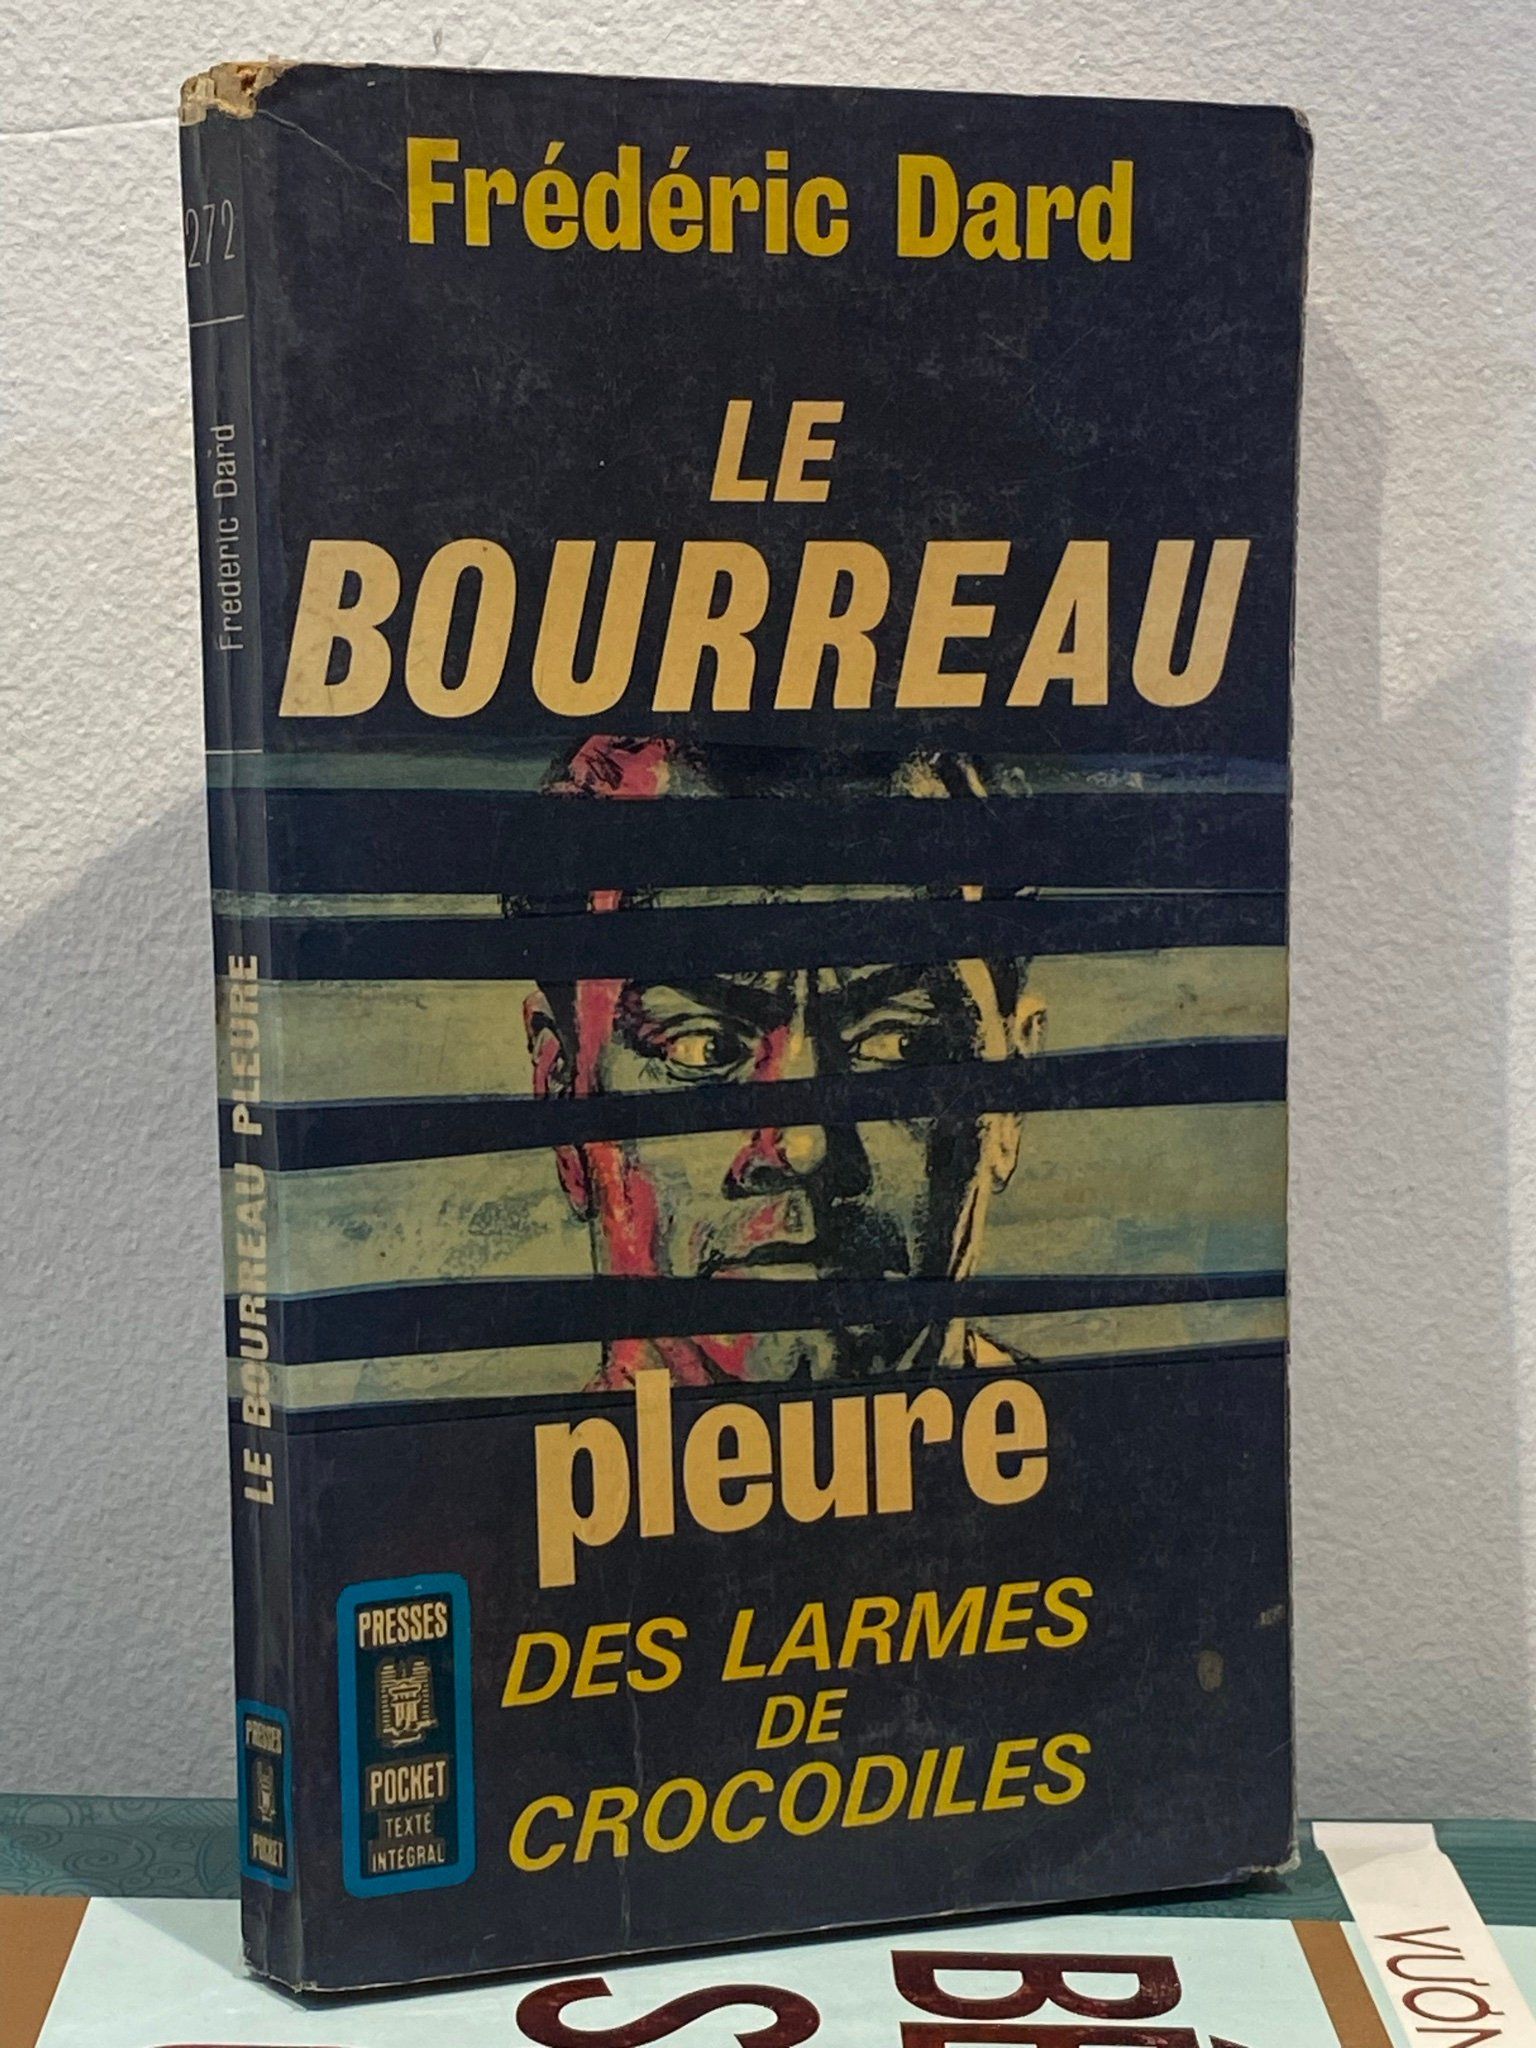 Frédéric Dard
LE
BOURREAU
pleure
DES LARMES
DE
CROCODILES
PRESSES
POCKET
TEXTE
INTÉGRAL
272
Frédéric Dard
LE BOURREAU PLEURE
PRESSES
POCKET